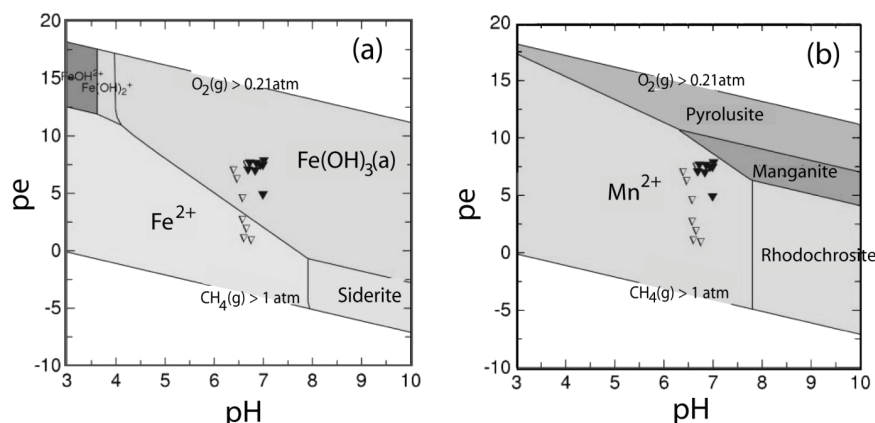 20
15
10
5
0
-5
-10
pe
3
4
5
6
7
8
9
10
pH
(a)
O2(g) > 0.21atm
FeOH2+
Fe(OH)2+
Fe(OH)3(a)
Fe2+
CH4(g) > 1 atm
Siderite
20
15
10
5
0
-5
-10
pe
3
4
5
6
7
8
9
10
pH
(b)
O2(g) > 0.21atm
Pyrolusite
Manganite
Mn2+
Rhodochrosite
CH4(g) > 1 atm